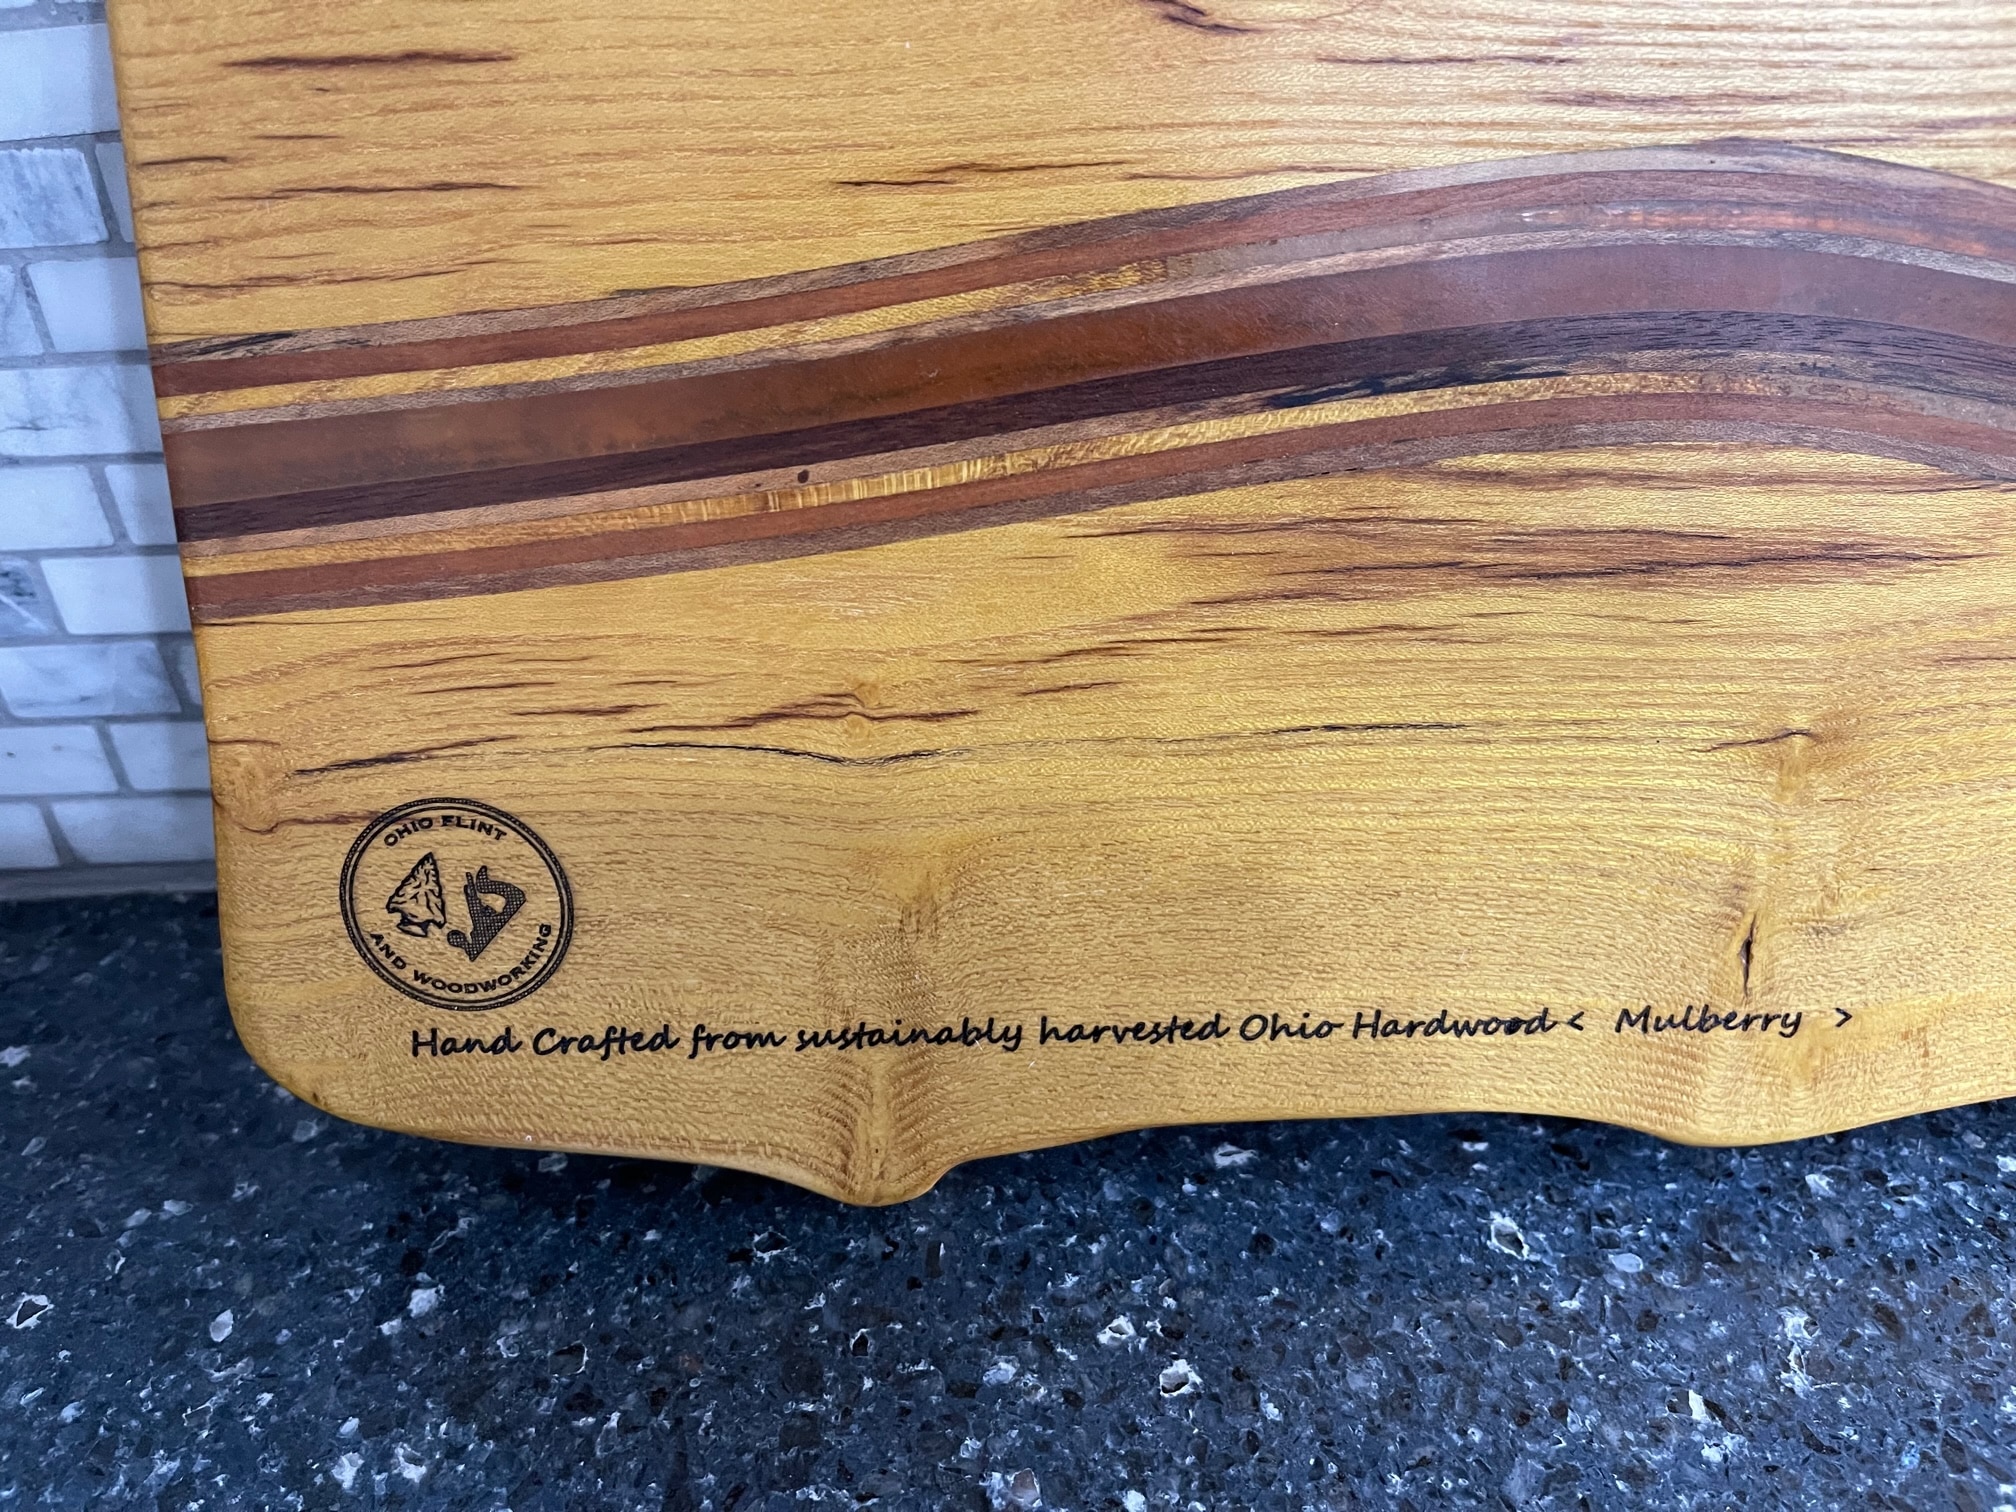 OHIO FLINT
AND WOODWORKING
Hand Crafted from sustainably harvested Ohio Hardwood < Mulberry >